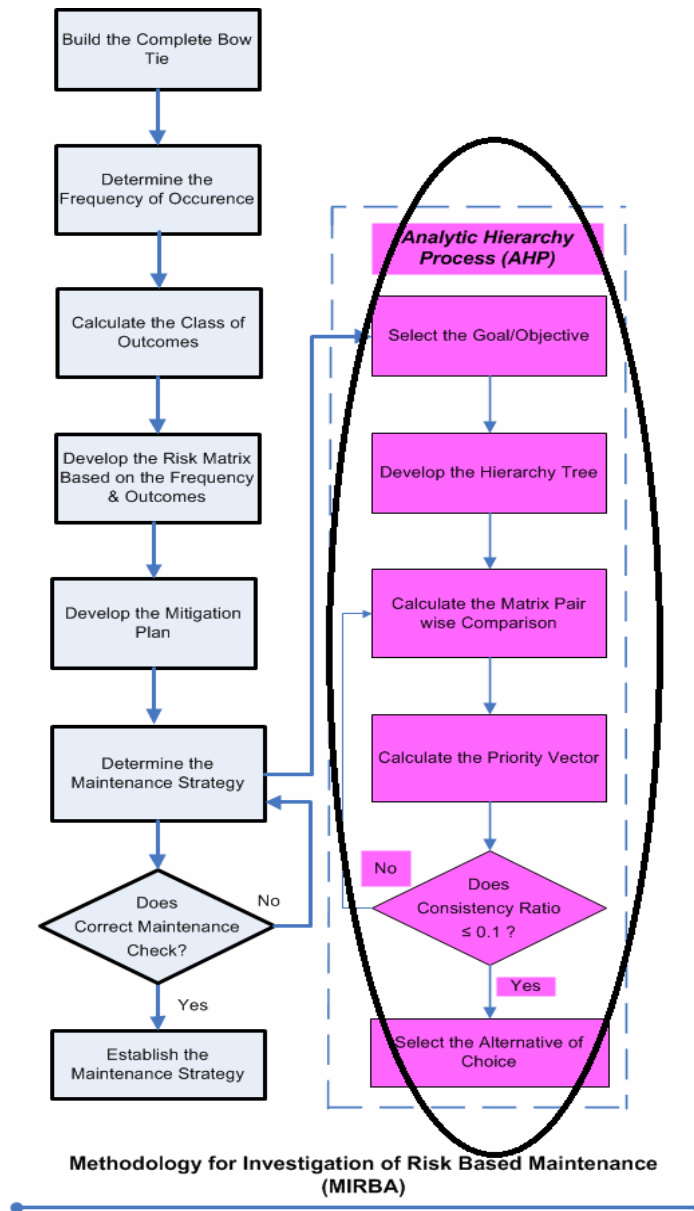 Build the Complete Bow
Tie
Determine the
Frequency of Occurence
Calculate the Class of
Outcomes
Develop the Risk Matrix
Based on the Frequency
& Outcomes
Develop the Mitigation
Plan
Determine the
Maintenance Strategy
Does
Correct Maintenance
Check?
No
Yes
Establish the
Maintenance Strategy
Analytic Hierarchy
Process (AHP)
Select the Goal/Objective
Develop the Hierarchy Tree
Calculate the Matrix Pair
wise Comparison
Calculate the Priority Vector
No
Does
Consistency Ratio
≤ 0.1 ?
Yes
Select the Alternative of
Choice
Methodology for Investigation of Risk Based Maintenance
(MIRBA)